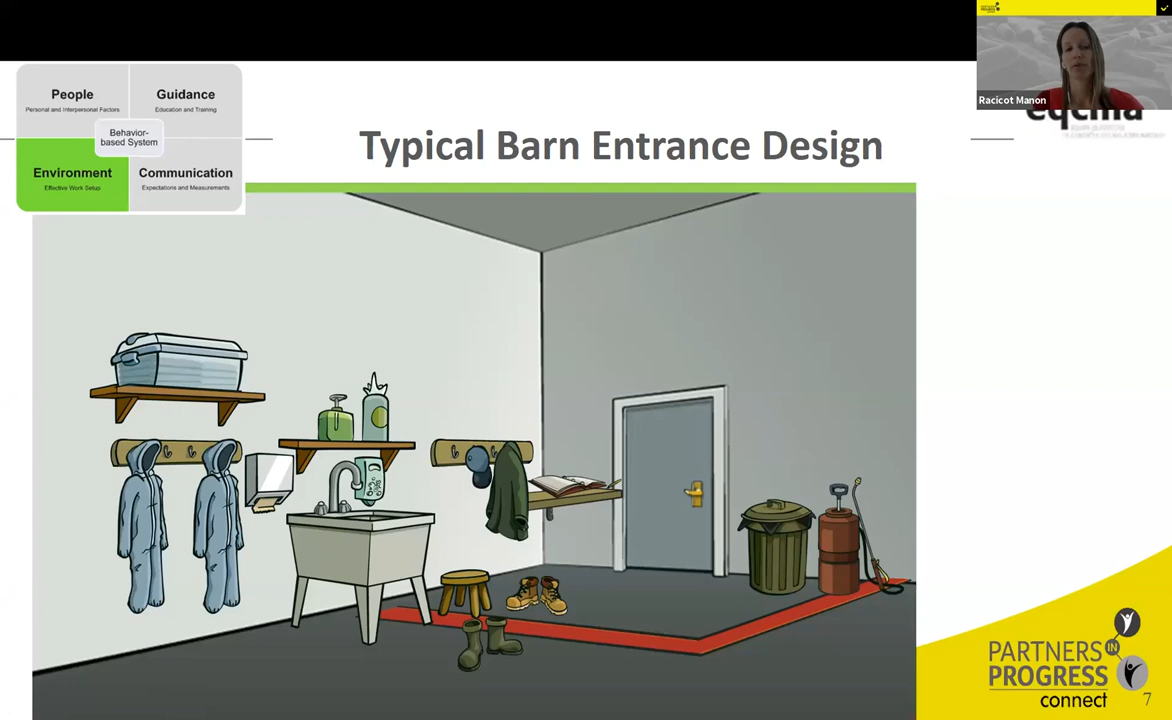 Racicot Manon
People
Personal and Interpersonal Factors
Guidance
Education and Training
Behavior-
based System
Environment
Effective Work Setup
Communication
Expectations and Measurements
Typical Barn Entrance Design
PARTNERS IN
PROGRESS
connect
7